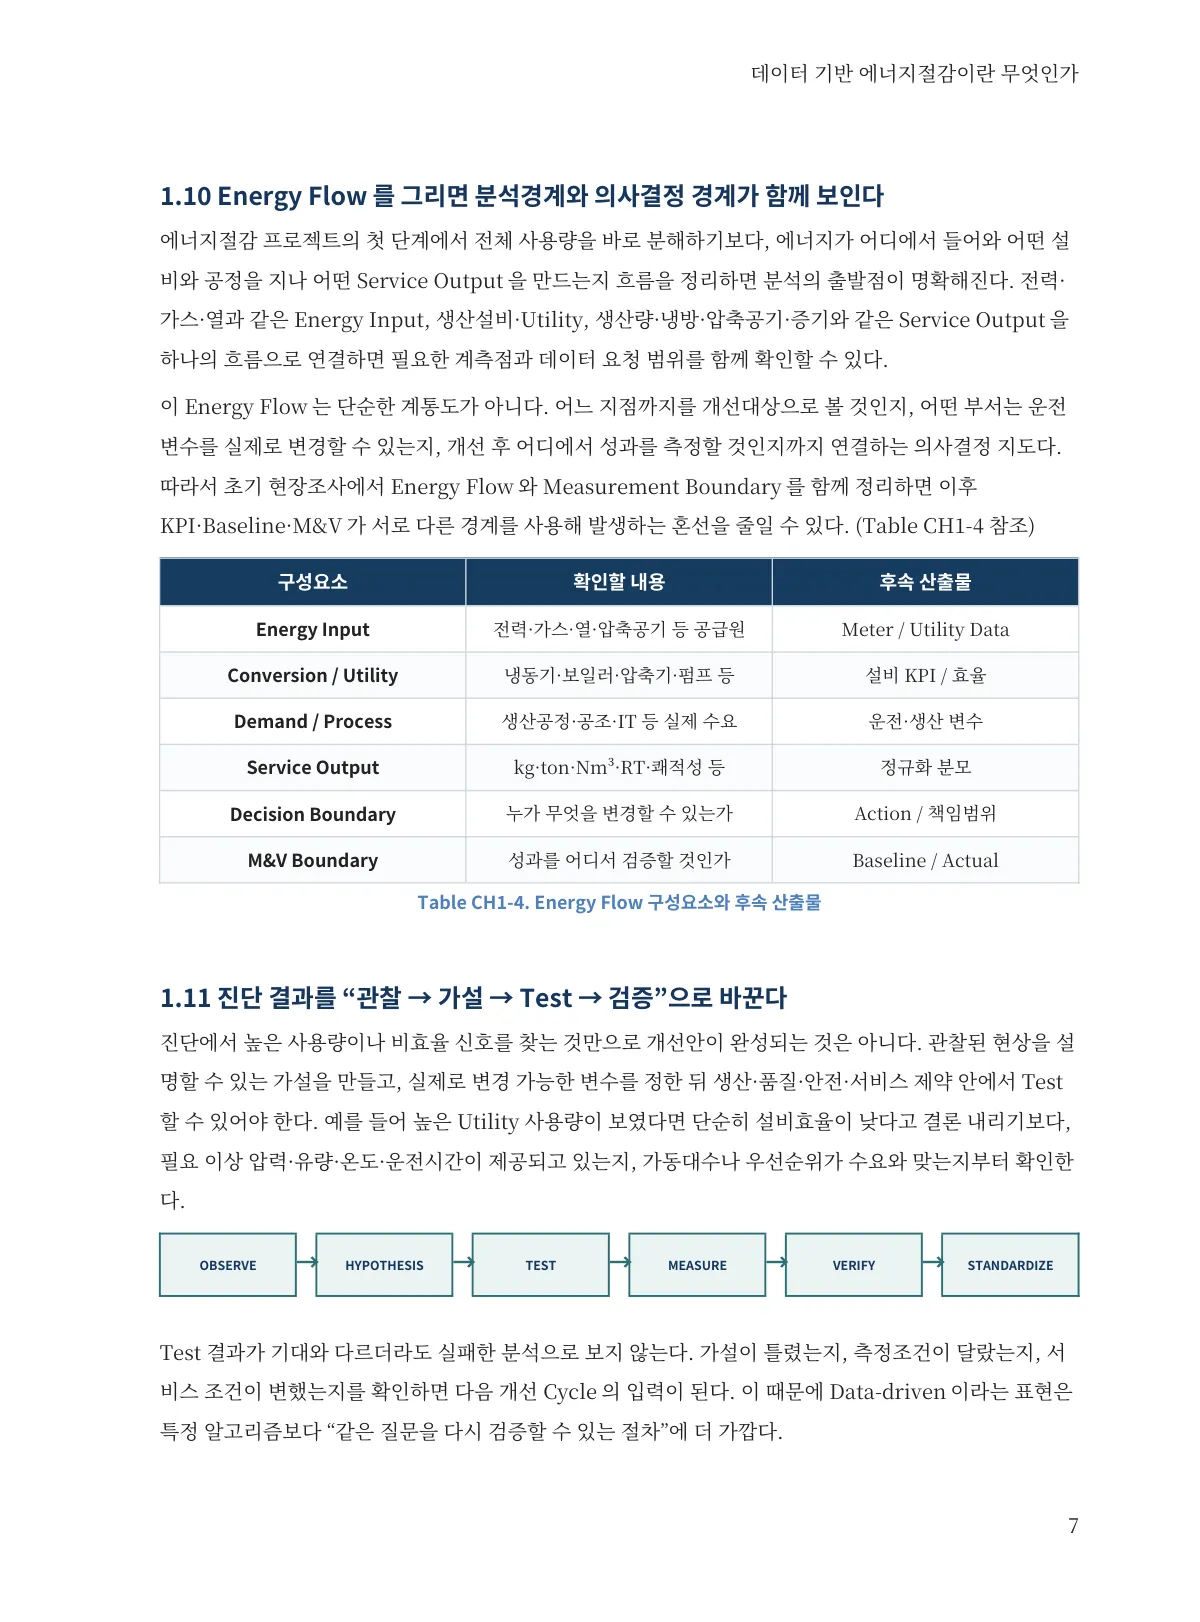 데이터 기반 에너지절감이란 무엇인가
1.10 Energy Flow 를 그리면 분석경계와 의사결정 경계가 함께 보인다
에너지절감 프로젝트의 첫 단계에서 전체 사용량을 바로 분해하기보다, 에너지가 어디에서 들어와 어떤 설
비와 공정을 지나 어떤 Service Output 을 만드는지 흐름을 정리하면 분석의 출발점이 명확해진다. 전력·
가스·열과 같은 Energy Input, 생산설비·Utility, 생산량·냉방·압축공기·증기와 같은 Service Output 을
하나의 흐름으로 연결하면 필요한 계측점과 데이터 요청 범위를 함께 확인할 수 있다.
이 Energy Flow 는 단순한 계통도가 아니다. 어느 지점까지를 개선대상으로 볼 것인지, 어떤 부서는 운전
변수를 실제로 변경할 수 있는지, 개선 후 어디에서 성과를 측정할 것인지까지 연결하는 의사결정 지도다.
따라서 초기 현장조사에서 Energy Flow 와 Measurement Boundary 를 함께 정리하면 이후
KPI·Baseline·M&V 가 서로 다른 경계를 사용해 발생하는 혼선을 줄일 수 있다. (Table CH1-4 참조)
구성요소 확인할 내용 후속 산출물
Energy Input 전력·가스·열·압축공기 등 공급원 Meter / Utility Data
Conversion / Utility 냉동기·보일러·압축기·펌프 등 설비 KPI / 효율
Demand / Process 생산공정·공조·IT 등 실제 수요 운전·생산 변수
Service Output kg·ton·Nm³·RT·쾌적성 등 정규화 분모
Decision Boundary 누가 무엇을 변경할 수 있는가 Action / 책임범위
M&V Boundary 성과를 어디서 검증할 것인가 Baseline / Actual
Table CH1-4. Energy Flow 구성요소와 후속 산출물
1.11 진단 결과를 “관찰 → 가설 → Test → 검증”으로 바꾼다
진단에서 높은 사용량이나 비효율 신호를 찾는 것만으로 개선안이 완성되는 것은 아니다. 관찰된 현상을 설
명할 수 있는 가설을 만들고, 실제로 변경 가능한 변수를 정한 뒤 생산·품질·안전·서비스 제약 안에서 Test
할 수 있어야 한다. 예를 들어 높은 Utility 사용량이 보였다면 단순히 설비효율이 낮다고 결론 내리기보다,
필요 이상 압력·유량·온도·운전시간이 제공되고 있는지, 가동대수나 우선순위가 수요와 맞는지부터 확인한
다.
OBSERVE → HYPOTHESIS → TEST → MEASURE → VERIFY → STANDARDIZE
Test 결과가 기대와 다르더라도 실패한 분석으로 보지 않는다. 가설이 틀렸는지, 측정조건이 달랐는지, 서
비스 조건이 변했는지를 확인하면 다음 개선 Cycle 의 입력이 된다. 이 때문에 Data-driven 이라는 표현은
특정 알고리즘보다 “같은 질문을 다시 검증할 수 있는 절차”에 더 가깝다.
7